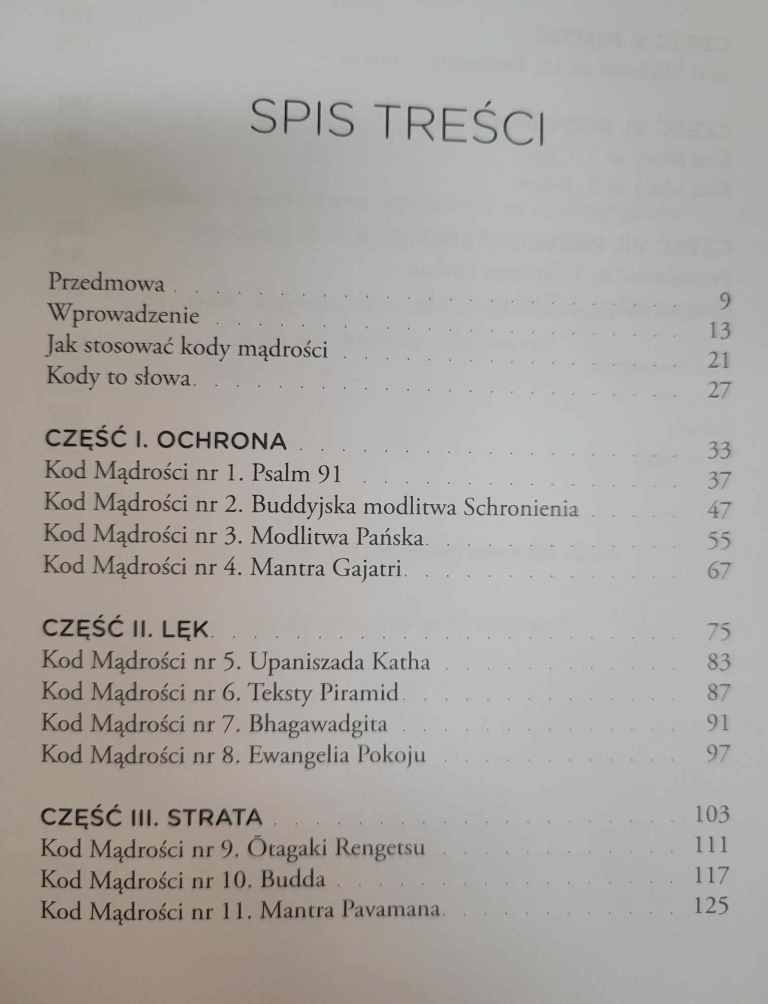 SPIS TREŚCI
Przedmowa . . . . . . . . . . . . . . . . . . . . 9
Wprowadzenie . . . . . . . . . . . . . . . . . . . 13
Jak stosować kody mądrości . . . . . . . . . . . . . 21
Kody to słowa. . . . . . . . . . . . . . . . . . . 27
CZĘŚĆ I. OCHRONA . . . . . . . . . . . . . . . 33
Kod Mądrości nr 1. Psalm 91 . . . . . . . . . . . . 37
Kod Mądrości nr 2. Buddyjska modlitwa Schronienia . . . . . 47
Kod Mądrości nr 3. Modlitwa Pańska. . . . . . . . . . 55
Kod Mądrości nr 4. Mantra Gajatri. . . . . . . . . . . 67
CZĘŚĆ II. LĘK. . . . . . . . . . . . . . . . . . . 75
Kod Mądrości nr 5. Upaniszada Katha . . . . . . . . . 83
Kod Mądrości nr 6. Teksty Piramid. . . . . . . . . . . 87
Kod Mądrości nr 7. Bhagawadgita . . . . . . . . . . . 91
Kod Mądrości nr 8. Ewangelia Pokoju . . . . . . . . . 97
CZĘŚĆ III. STRATA . . . . . . . . . . . . . . . . 103
Kod Mądrości nr 9. Ōtagaki Rengetsu . . . . . . . . . 111
Kod Mądrości nr 10. Budda . . . . . . . . . . . . . 117
Kod Mądrości nr 11. Mantra Pavamana. . . . . . . . . 125